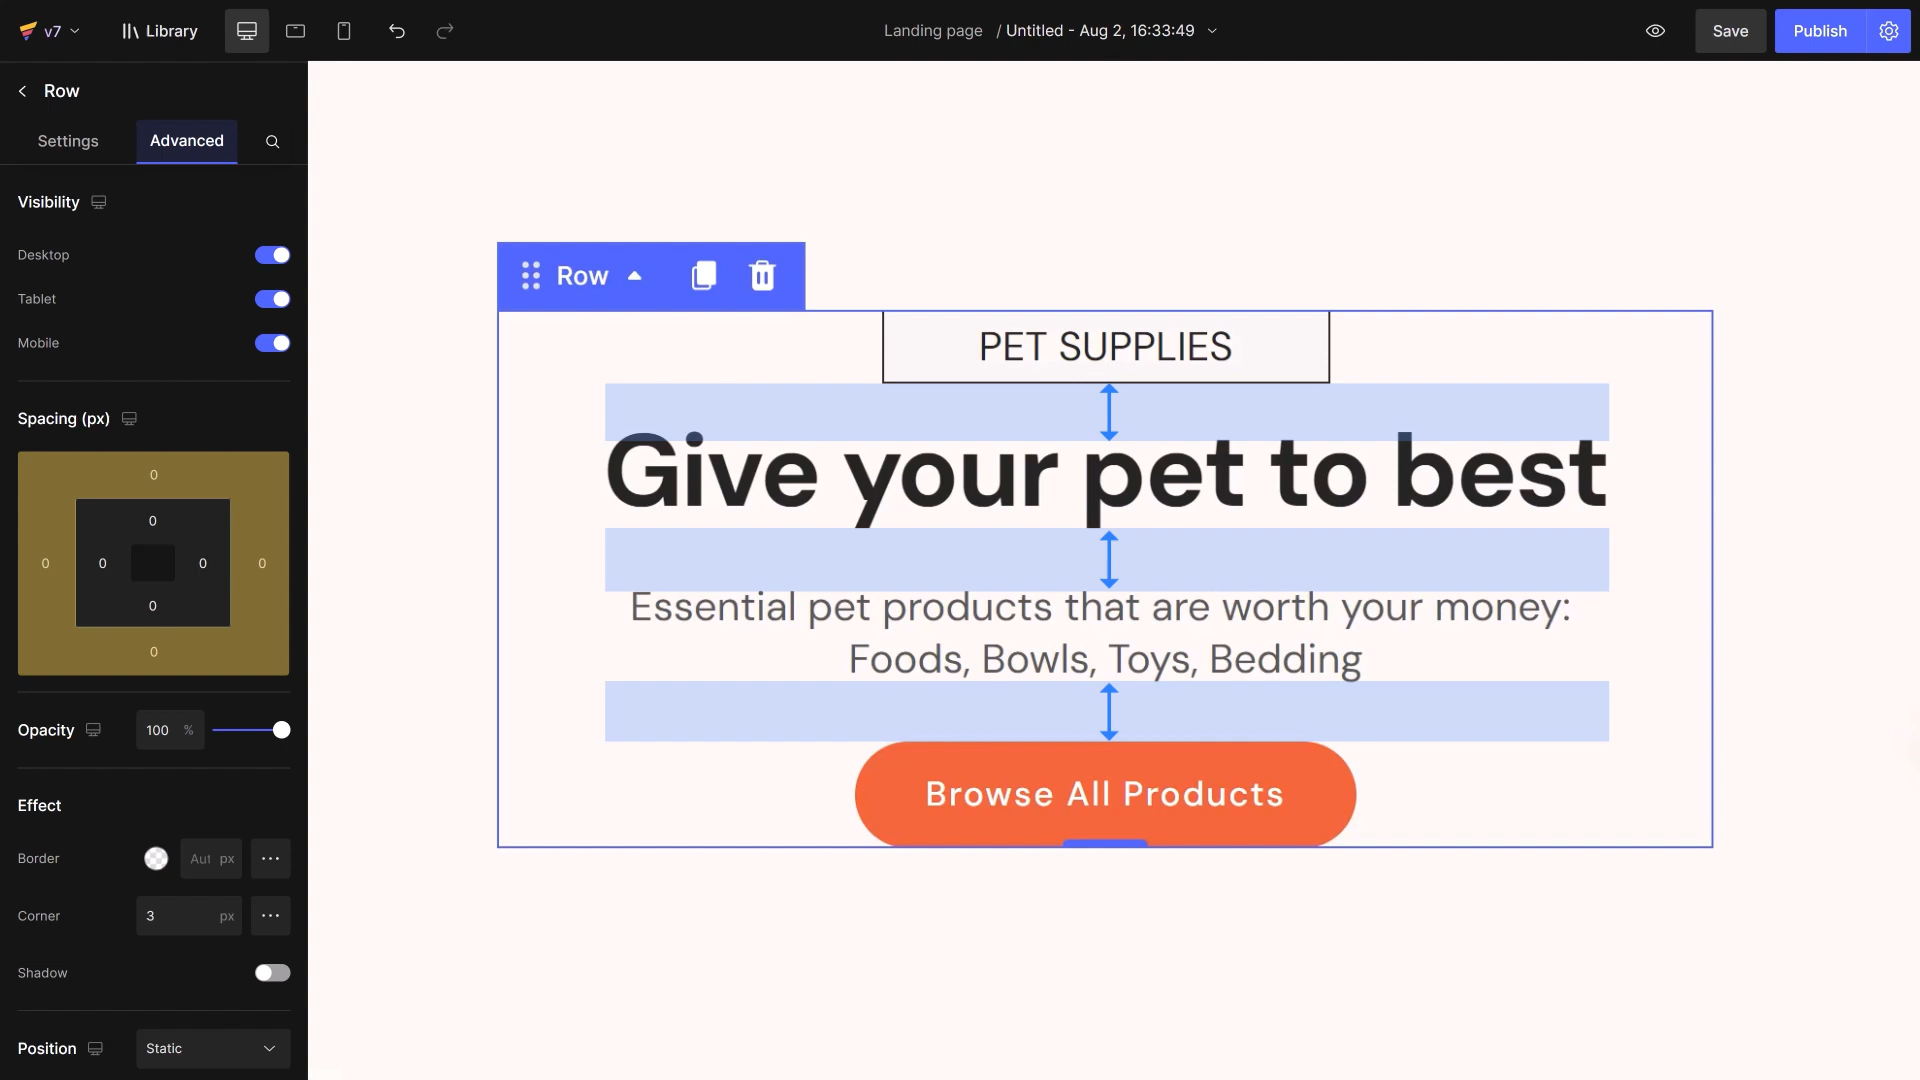 v7 Library Landing page / Untitled - Aug 2, 16:33:49 Save Publish
Row
Settings Advanced
Visibility
Desktop
Tablet
Mobile
Spacing (px)
0
0
0 0 0 0
0
0
Opacity 100 %
Effect
Border Aut px
Corner 3 px
Shadow
Position Static
Row
PET SUPPLIES
Give your pet to best
Essential pet products that are worth your money:
Foods, Bowls, Toys, Bedding
Browse All Products